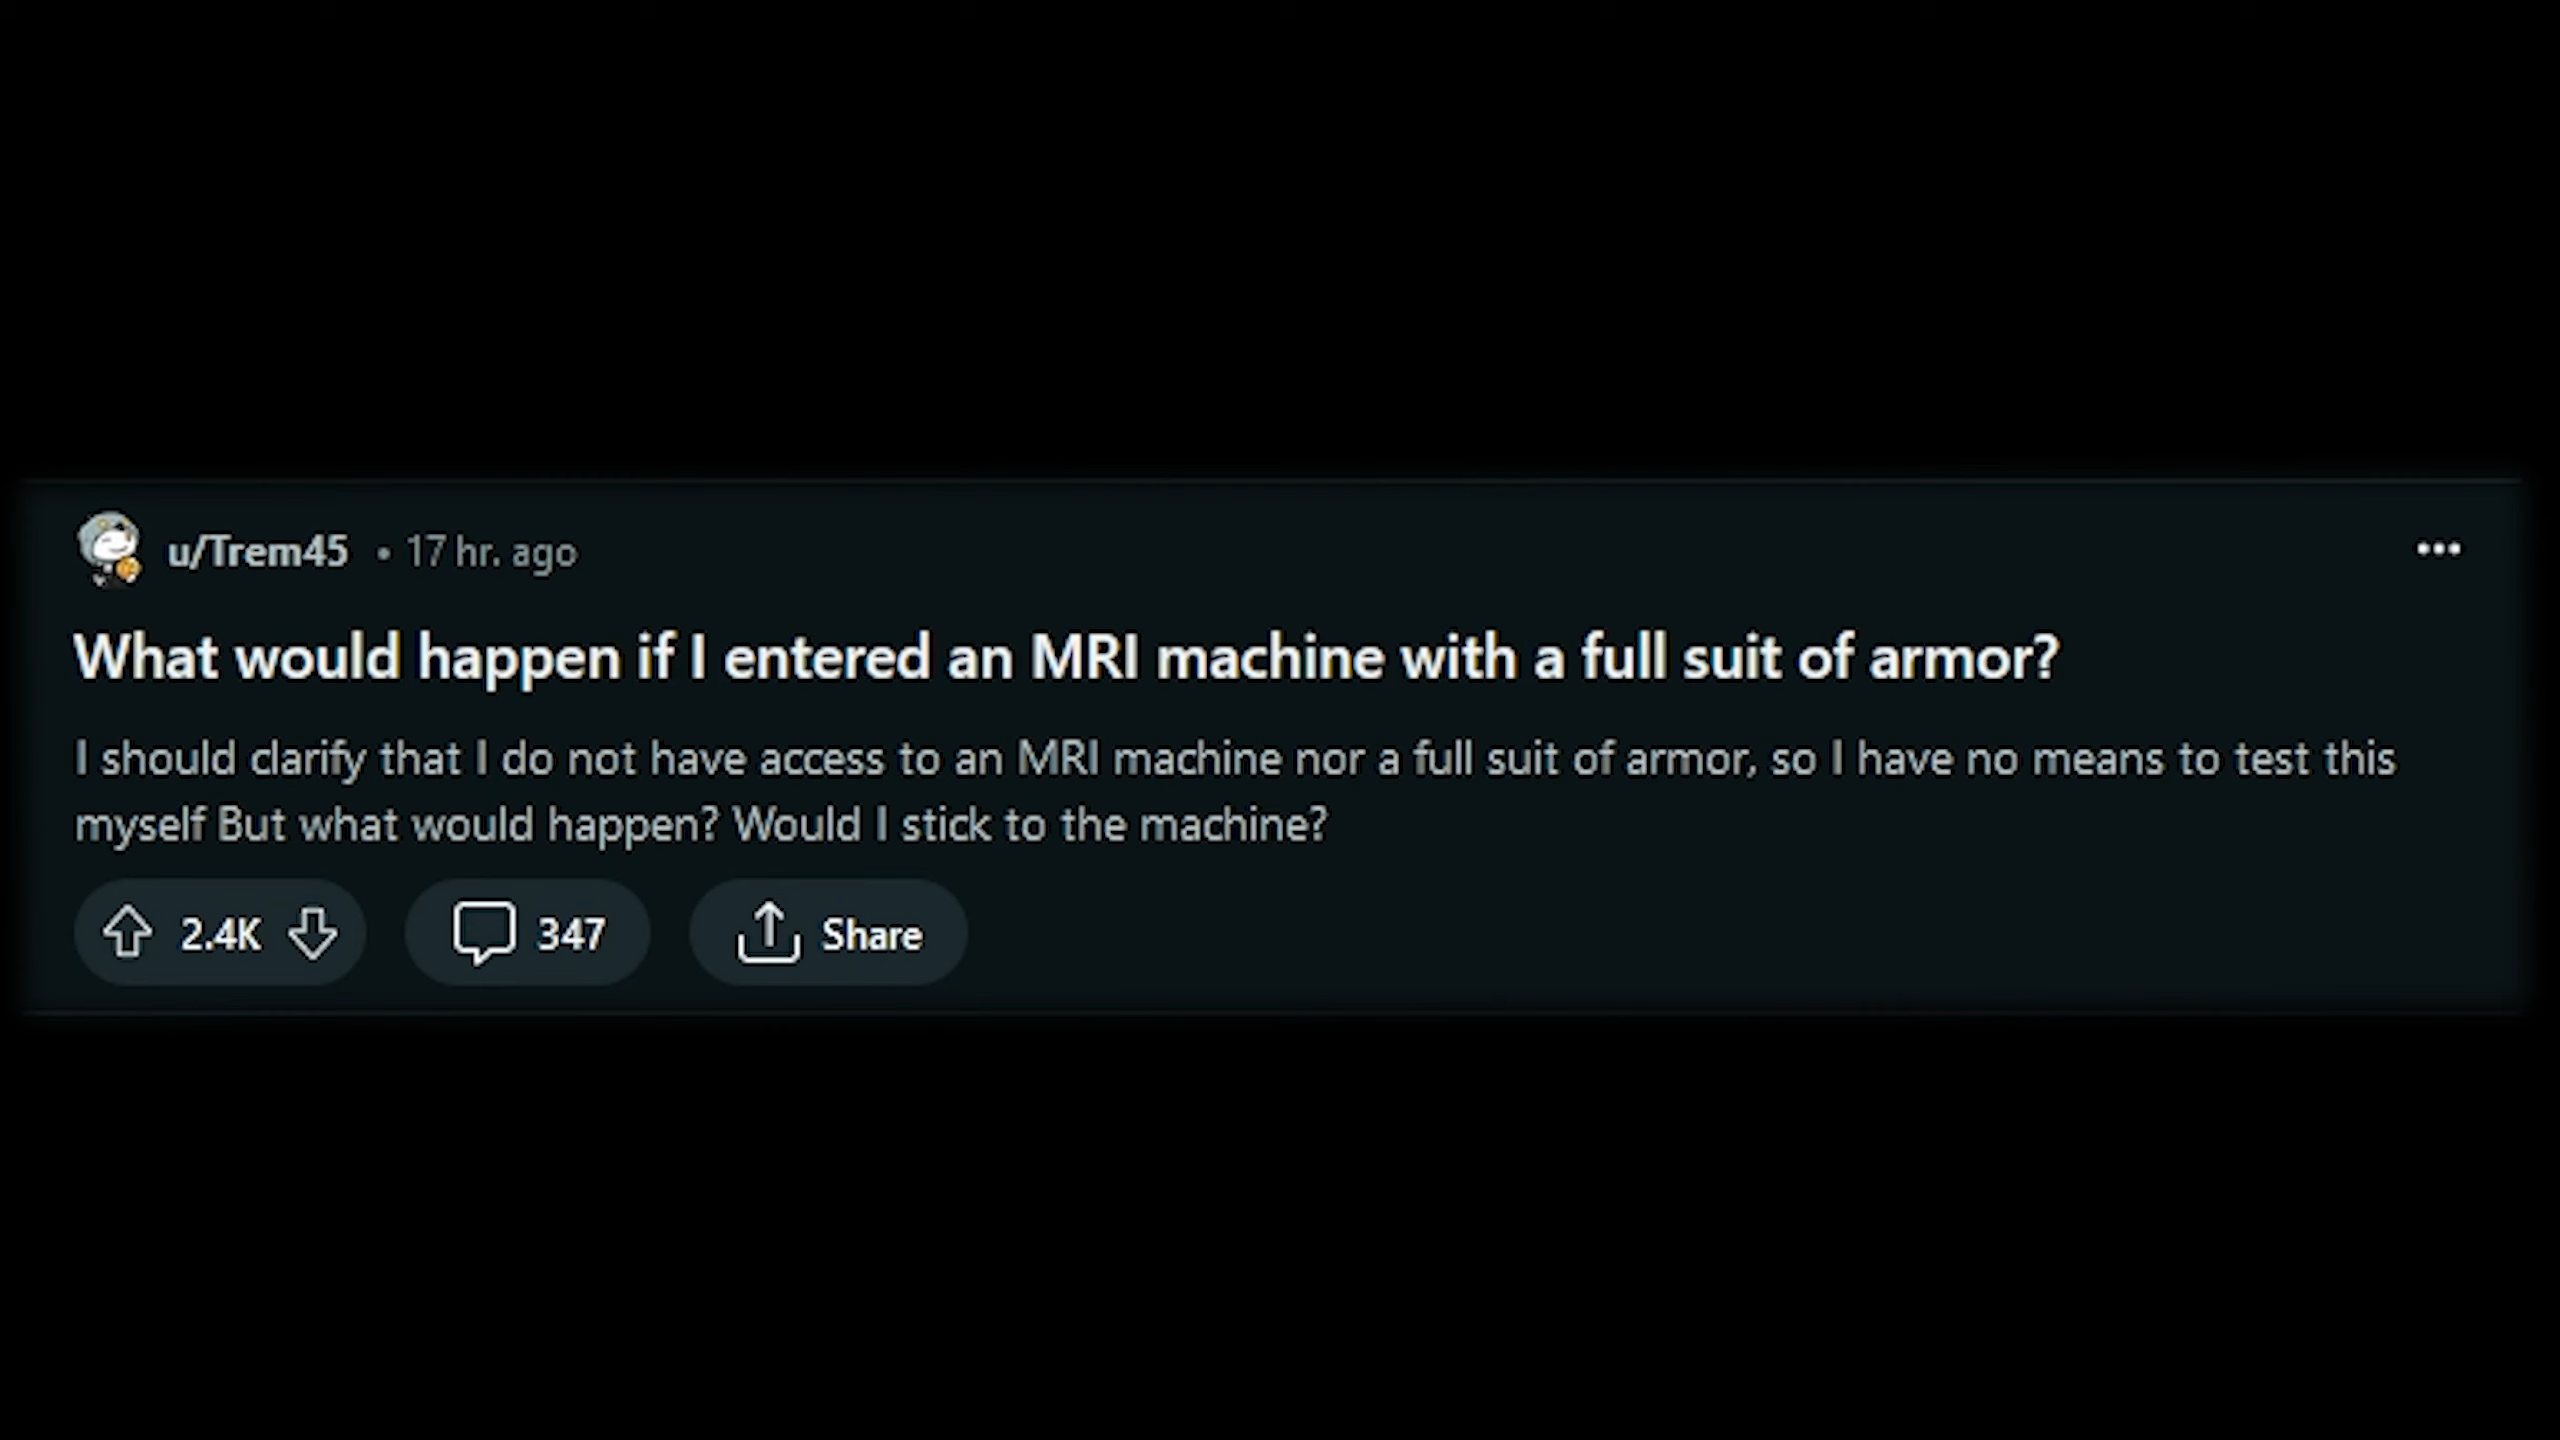 u/Trem45 • 17 hr. ago
What would happen if I entered an MRI machine with a full suit of armor?
I should clarify that I do not have access to an MRI machine nor a full suit of armor, so I have no means to test this
myself But what would happen? Would I stick to the machine?
2.4K 347 Share